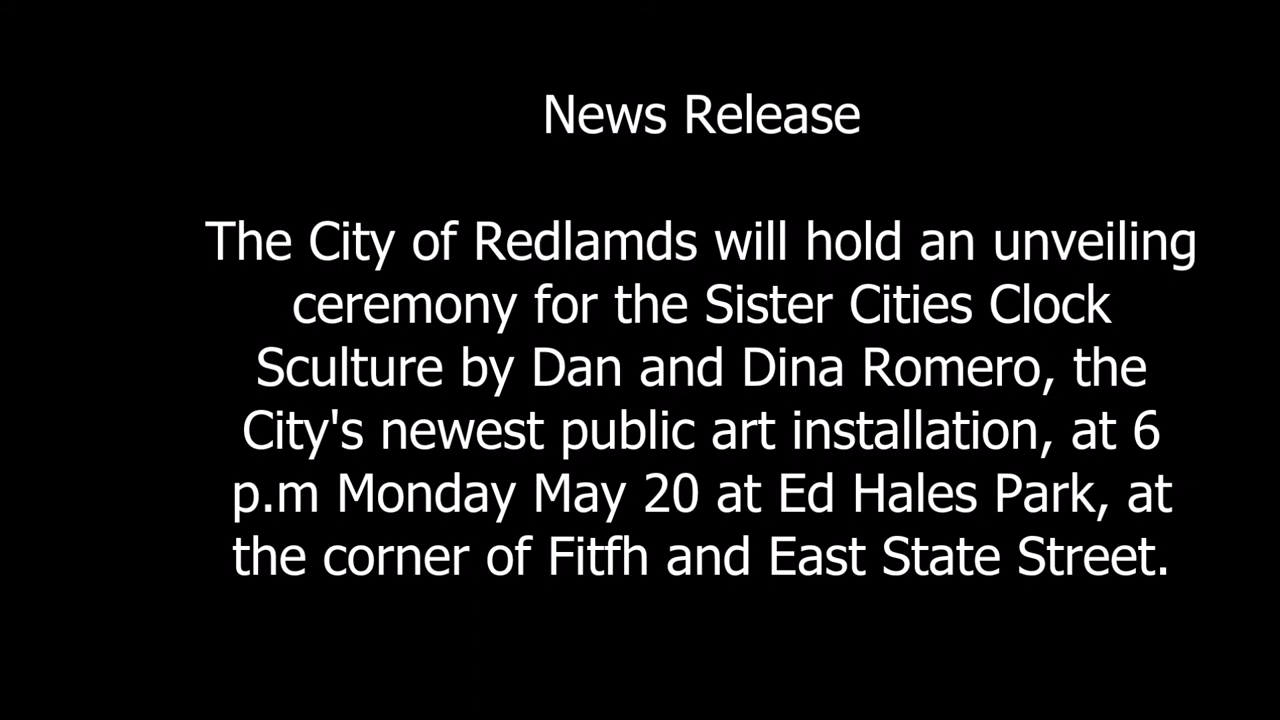 News Release
The City of Redlamds will hold an unveiling
ceremony for the Sister Cities Clock
Sculture by Dan and Dina Romero, the
City's newest public art installation, at 6
p.m Monday May 20 at Ed Hales Park, at
the corner of Fitfh and East State Street.